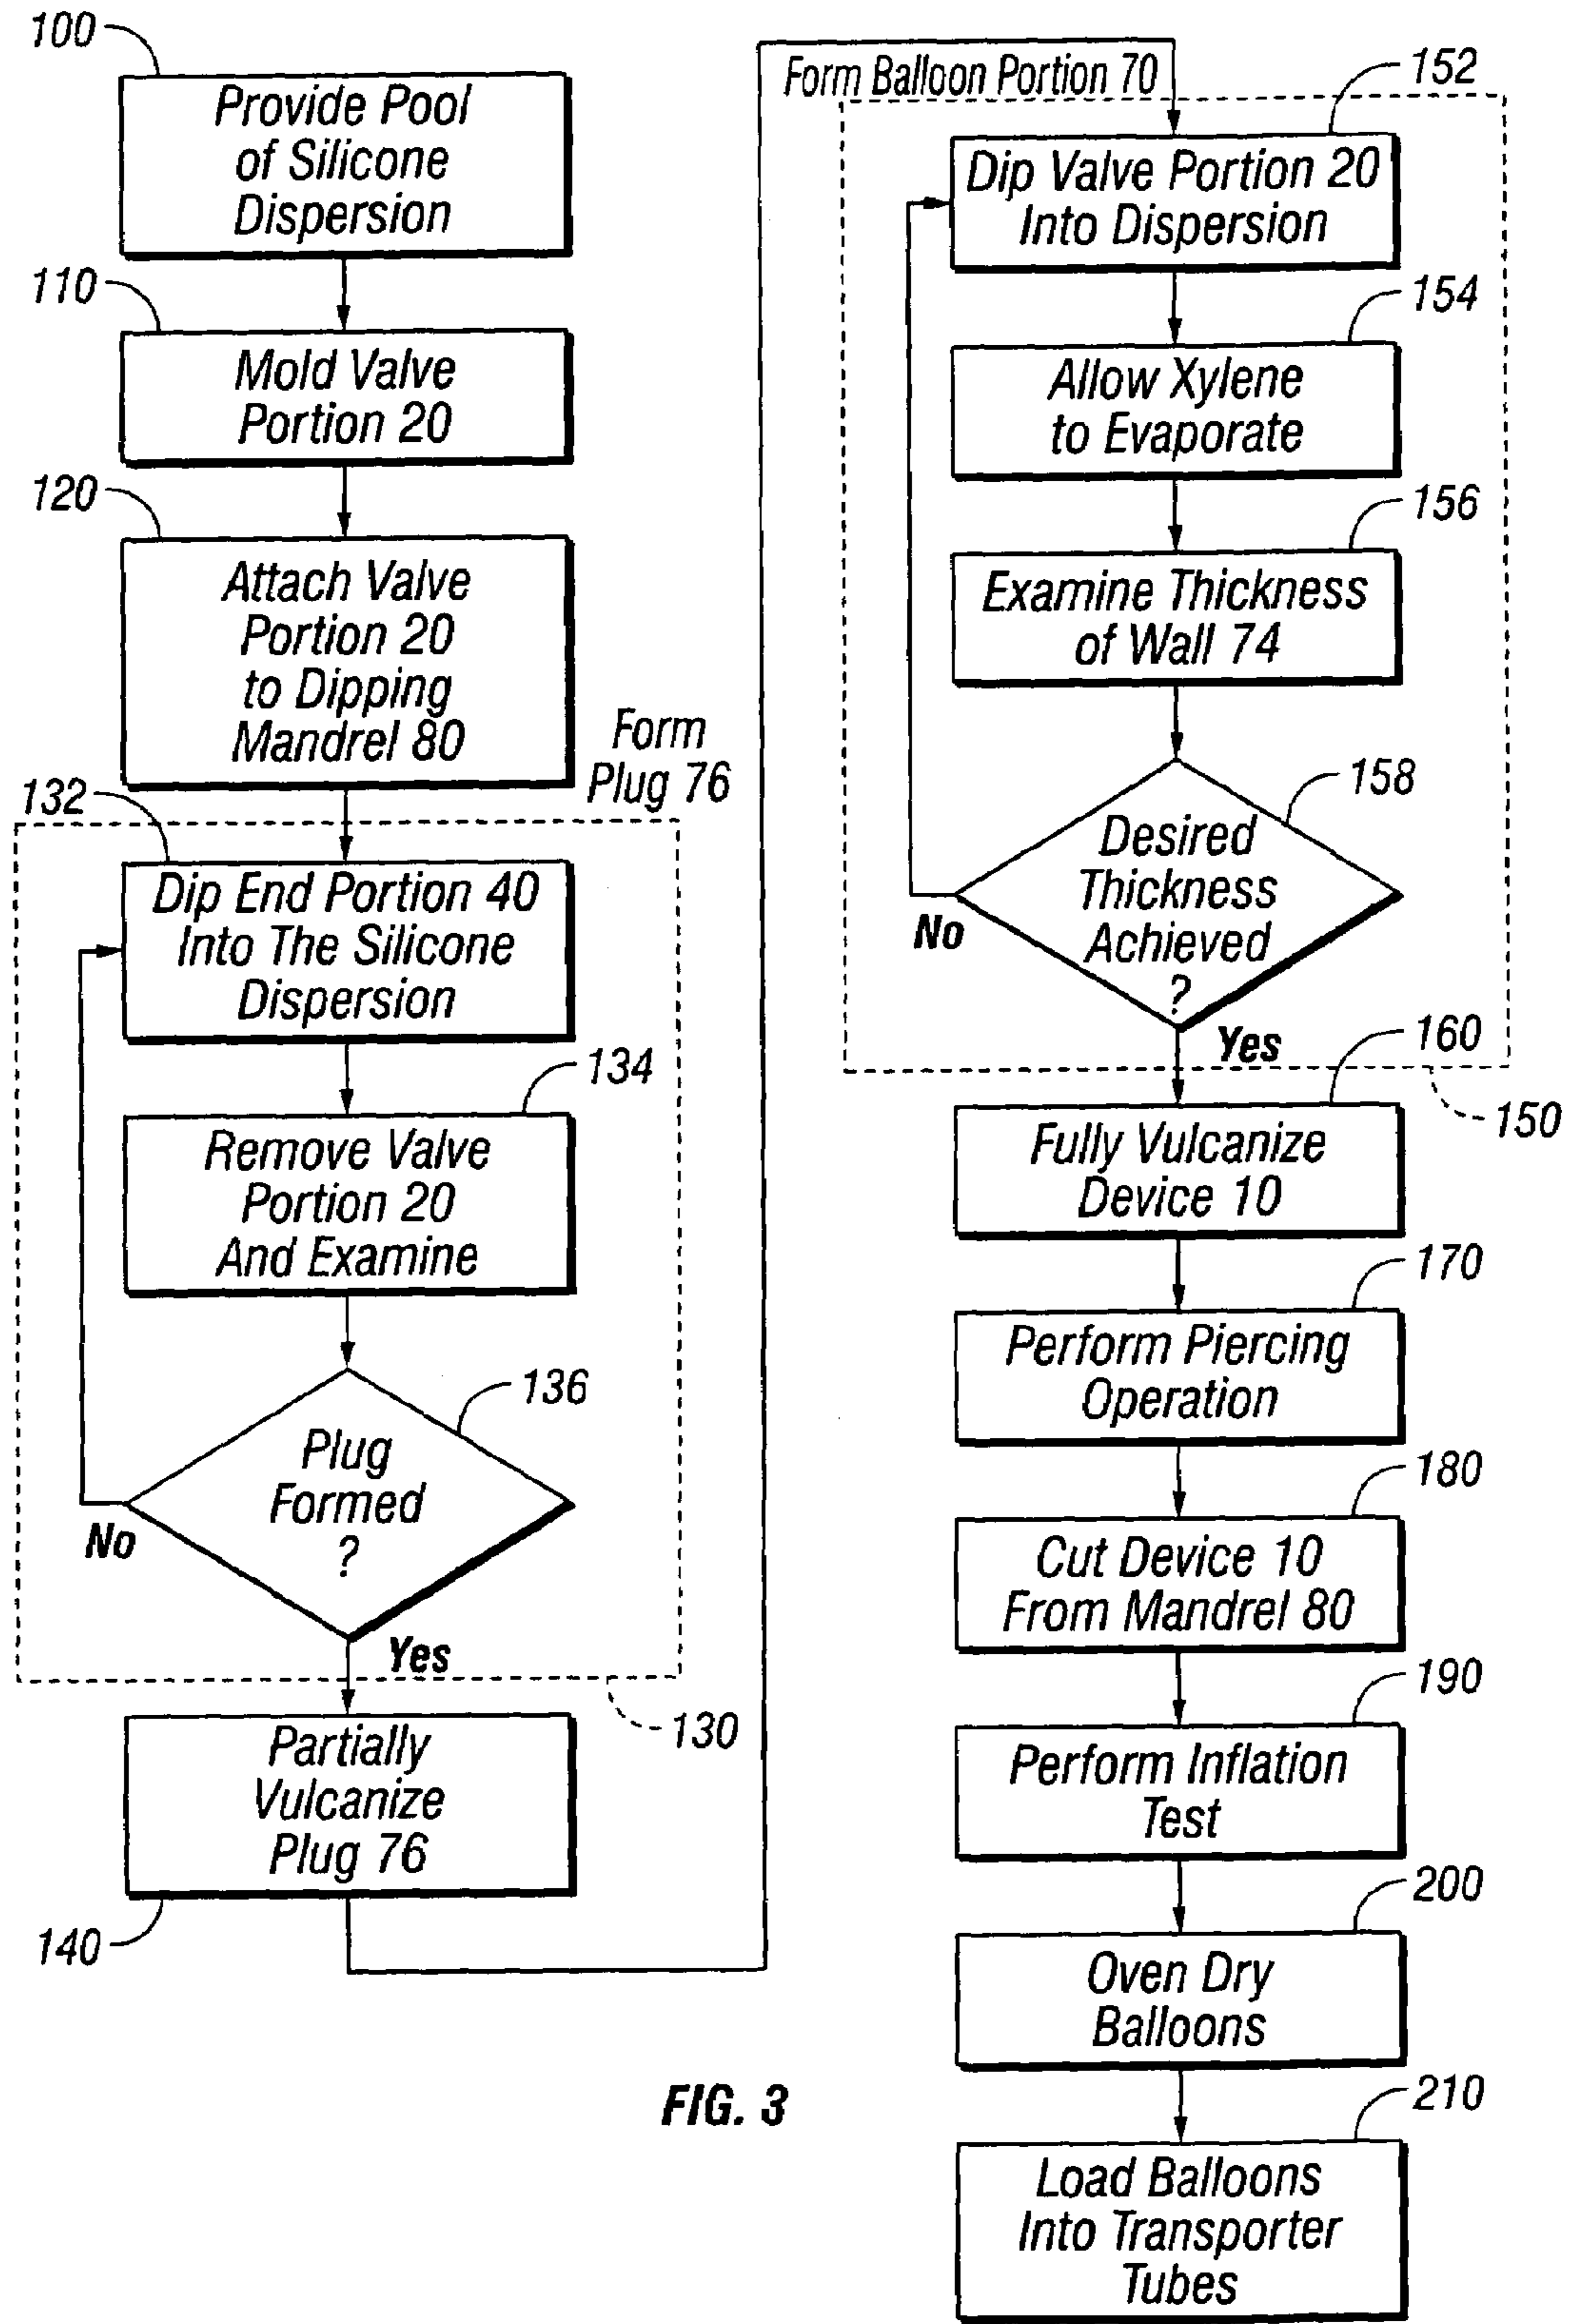 100
Provide Pool
of Silicone
Dispersion
110
Mold Valve
Portion 20
120
Attach Valve
Portion 20
to Dipping
Mandrel 80
Form
Plug 76
132
Dip End Portion 40
Into The Silicone
Dispersion
134
Remove Valve
Portion 20
And Examine
136
Plug
Formed
?
No
Yes
130
Partially
Vulcanize
Plug 76
140
Form Balloon Portion 70
152
Dip Valve Portion 20
Into Dispersion
154
Allow Xylene
to Evaporate
156
Examine Thickness
of Wall 74
158
Desired
Thickness
Achieved
?
No
Yes
150
160
Fully Vulcanize
Device 10
170
Perform Piercing
Operation
180
Cut Device 10
From Mandrel 80
190
Perform Inflation
Test
200
Oven Dry
Balloons
210
Load Balloons
Into Transporter
Tubes
FIG. 3